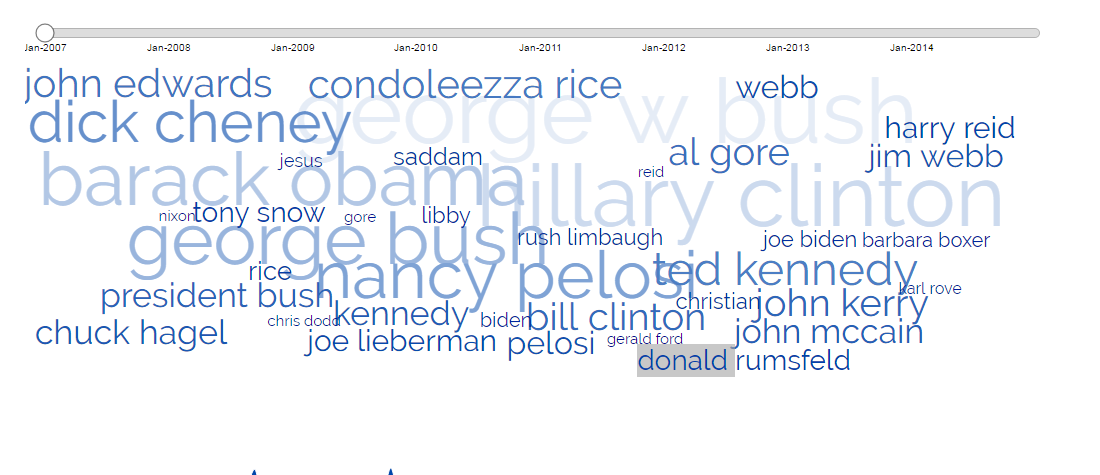 Jan-2007 Jan-2008 Jan-2009 Jan-2010 Jan-2011 Jan-2012 Jan-2013 Jan-2014
john edwards condoleezza rice webb
george w bush
dick cheney harry reid
al gore jim webb
jesus saddam reid
barack obama hillary clinton
nixon tony snow gore libby
george bush rush limbaugh joe biden barbara boxer
rice nancy pelosi ted kennedy
president bush christian john kerry karl rove
chris dodd kennedy biden bill clinton
chuck hagel joe lieberman pelosi gerald ford john mccain
donald rumsfeld